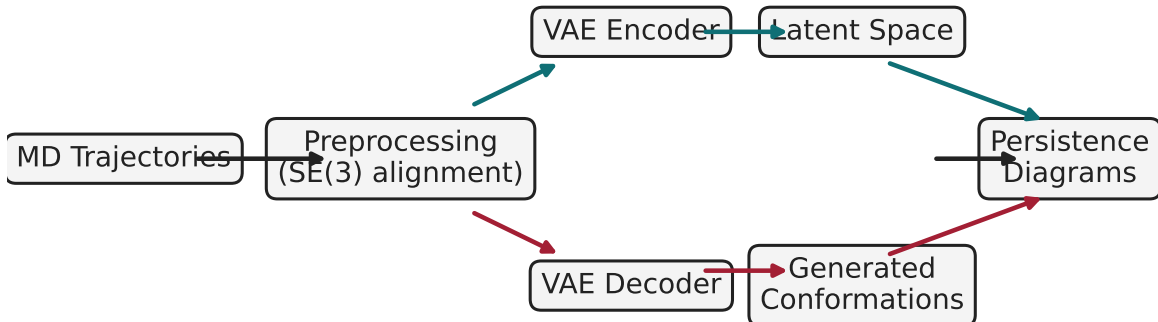 VAE Encoder
Latent Space
MD Trajectories
Preprocessing
(SE(3) alignment)
Persistence
Diagrams
VAE Decoder
Generated
Conformations